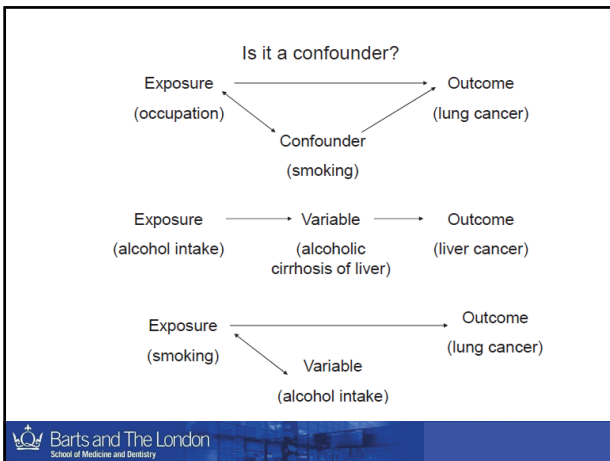 Is it a confounder?
Exposure Outcome
(occupation) (lung cancer)
Confounder
(smoking)
Exposure Variable Outcome
(alcohol intake) (alcoholic (liver cancer)
cirrhosis of liver)
Outcome
Exposure
(lung cancer)
(smoking)
Variable
(alcohol intake)
Barts and The London
School of Medicine and Dentistry